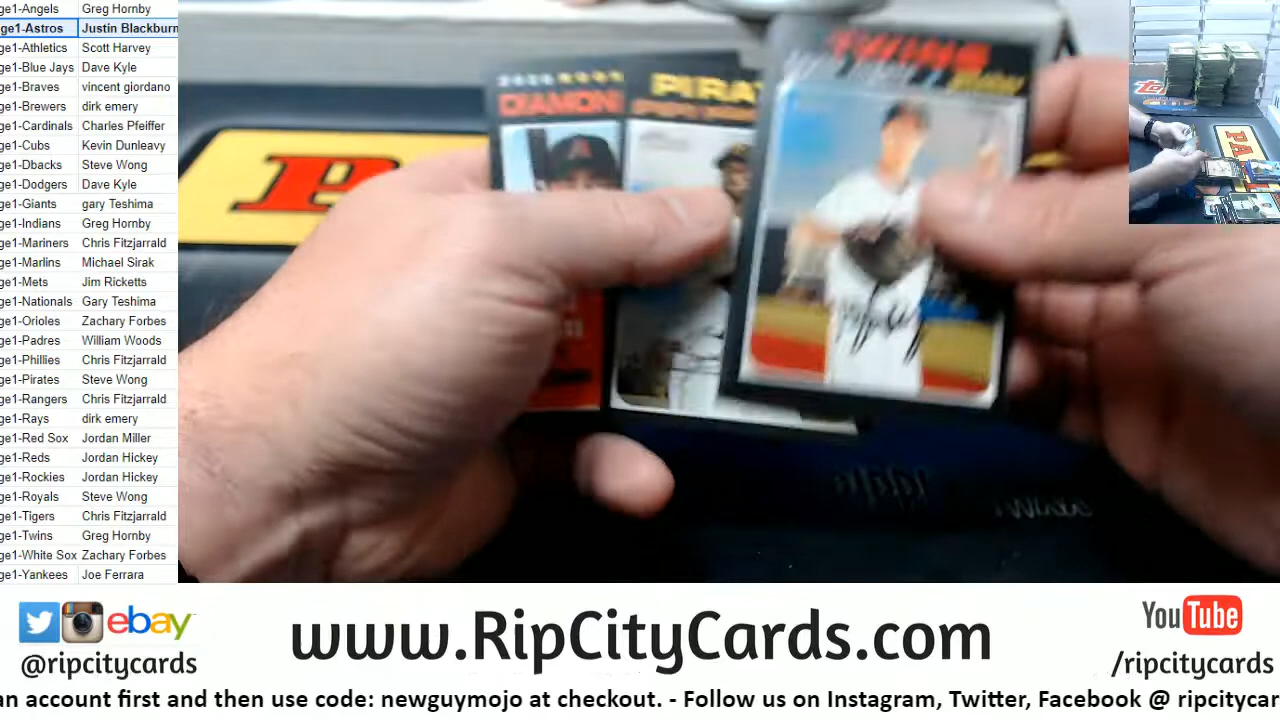 ge1-Angels Greg Hornby
ge1-Astros Justin Blackburn
ge1-Athletics Scott Harvey
ge1-Blue Jays Dave Kyle
ge1-Braves vincent giordano
ge1-Brewers dirk emery
ge1-Cardinals Charles Pfeiffer
ge1-Cubs Kevin Dunleavy
ge1-Dbacks Steve Wong
ge1-Dodgers Dave Kyle
ge1-Giants gary Teshima
ge1-Indians Greg Hornby
ge1-Mariners Chris Fitzjarrald
ge1-Marlins Michael Sirak
ge1-Mets Jim Ricketts
ge1-Nationals Gary Teshima
ge1-Orioles Zachary Forbes
ge1-Padres William Woods
ge1-Phillies Chris Fitzjarrald
ge1-Pirates Steve Wong
ge1-Rangers Chris Fitzjarrald
ge1-Rays dirk emery
ge1-Red Sox Jordan Miller
ge1-Reds Jordan Hickey
ge1-Rockies Jordan Hickey
ge1-Royals Steve Wong
ge1-Tigers Chris Fitzjarrald
ge1-Twins Greg Hornby
ge1-White Sox Zachary Forbes
ge1-Yankees Joe Ferrara
TWINS
PIRA
DIAMON
P
PA
ebay
@ripcitycards
www.RipCityCards.com
YouTube
/ripcitycards
an account first and then use code: newguymojo at checkout. - Follow us on Instagram, Twitter, Facebook @ ripcitycar